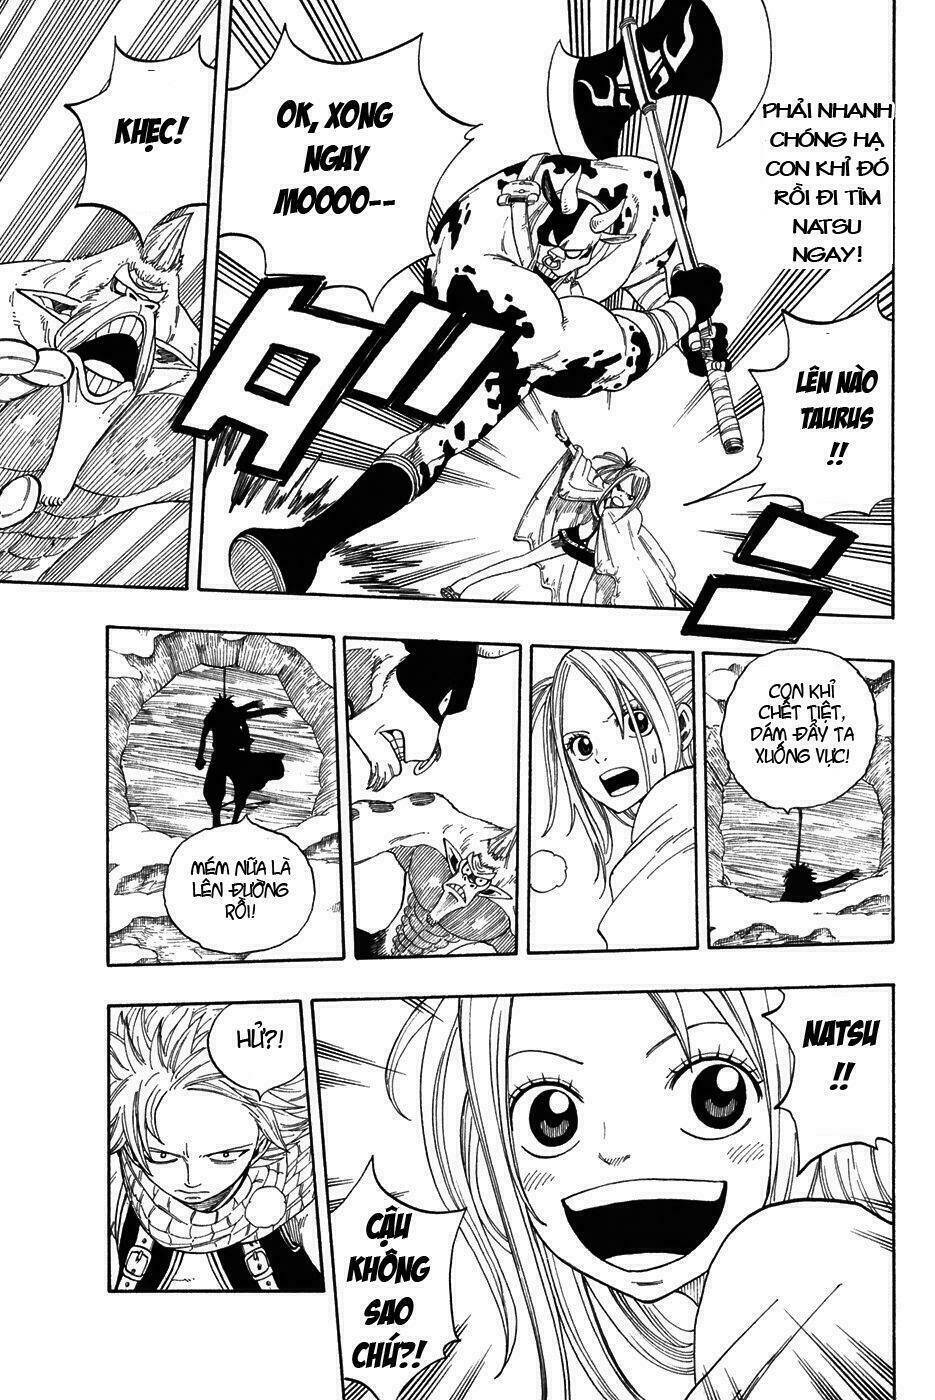 PHẢI NHANH
CHÓNG HẠ
CON KHỈ ĐÓ
RỒI ĐI TÌM
NATSU
NGAY!
LÊN NÀO
TAURUS
!!
OK, XONG
NGAY
MOOOO--
ダッ
KHẸC!
CON KHỈ
CHẾT TIỆT,
DÁM ĐẨY TA
XUỐNG VỰC!
MÉM NỮA LÀ
LÊN ĐƯỜNG
RỒI!
NATSU
!!
CẬU
KHÔNG
SAO
CHỨ?!
HỬ?!